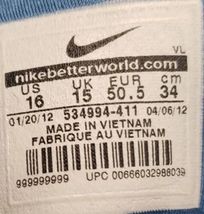 VL
nikebetterworld.com
US UK EUR cm
16 15 50.5 34
01/20/12 534994-411 04/06/12
MADE IN VIETNAM
FABRIQUE AU VIETNAM
999999999 UPC 00666032988039